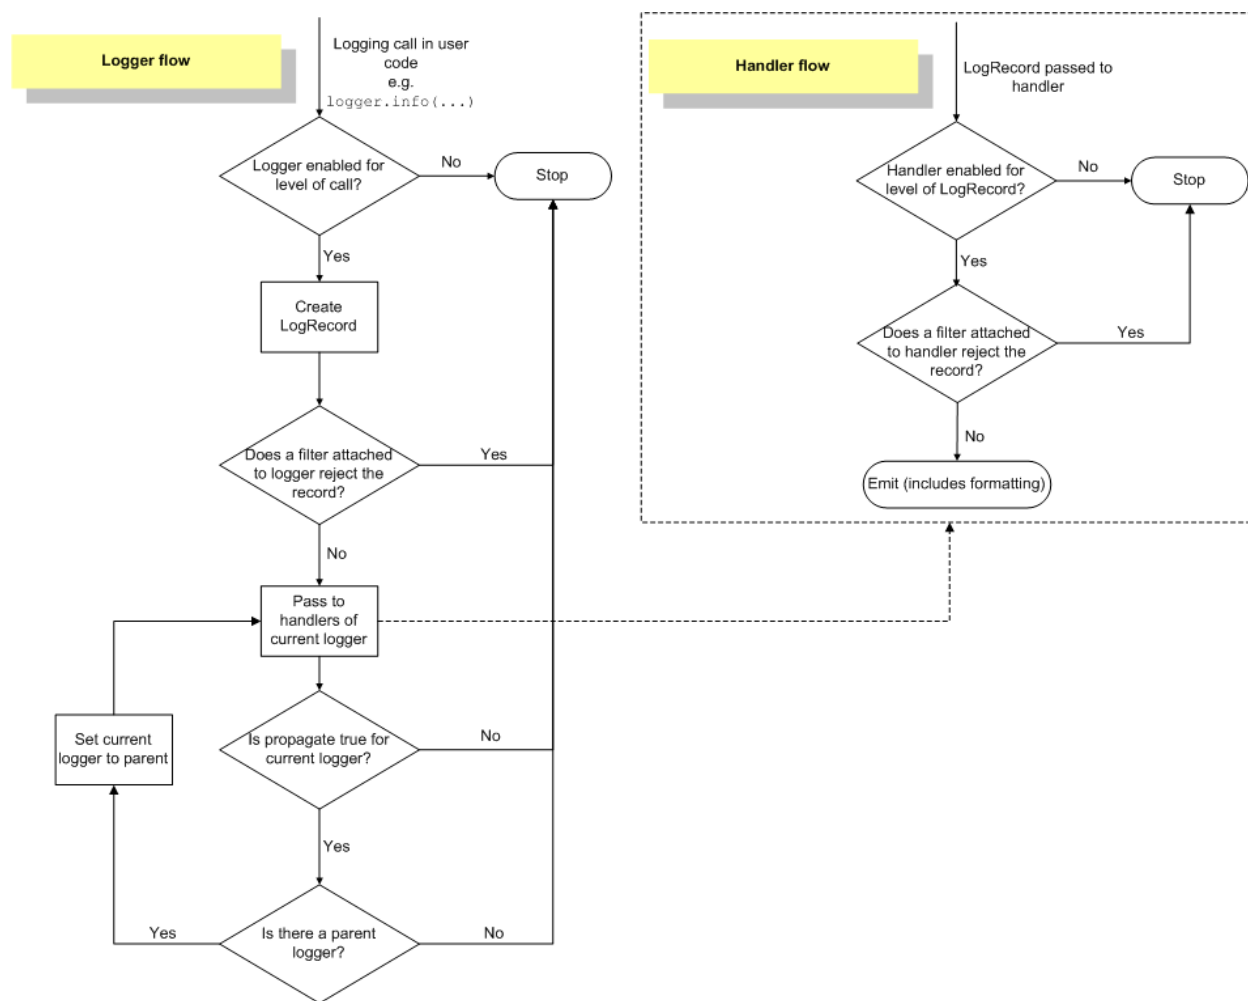 Logger flow
Logging call in user
code
e.g.
logger.info(...)
Logger enabled for
level of call?
No
Stop
Yes
Create
LogRecord
Does a filter attached
to logger reject the
record?
Yes
No
Pass to
handlers of
current logger
Is propagate true for
current logger?
No
Set current
logger to parent
Yes
Is there a parent
logger?
Yes
No
Handler flow
LogRecord passed to
handler
Handler enabled for
level of LogRecord?
No
Stop
Yes
Does a filter attached
to handler reject the
record?
Yes
No
Emit (includes formatting)